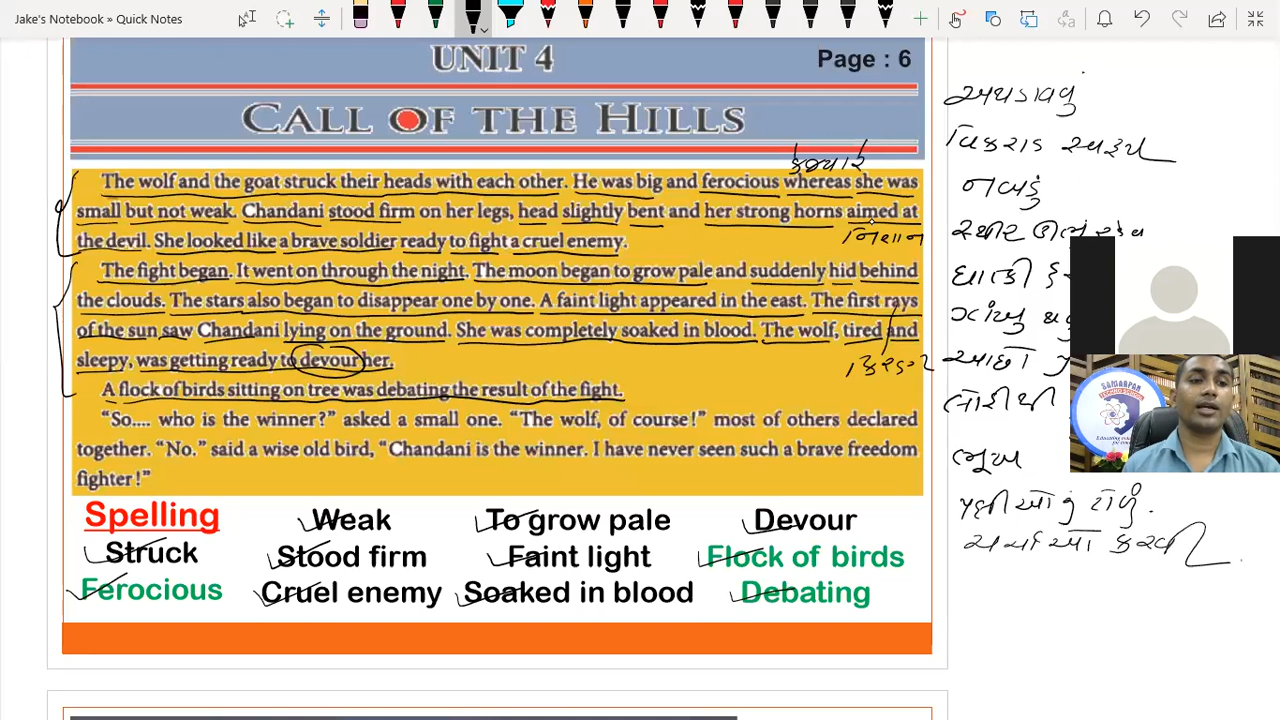 Jake's Notebook » Quick Notes
UNIT 4
Page : 6
CALL OF THE HILLS
The wolf and the goat struck their heads with each other. He was big and ferocious whereas she was
small but not weak. Chandani stood firm on her legs, head slightly bent and her strong horns aimed at
the devil. She looked like a brave soldier ready to fight a cruel enemy.
The fight began. It went on through the night. The moon began to grow pale and suddenly hid behind
the clouds. The stars also began to disappear one by one. A faint light appeared in the east. The first rays
of the sun saw Chandani lying on the ground. She was completely soaked in blood. The wolf, tired and
sleepy, was getting ready to devour her.
A flock of birds sitting on tree was debating the result of the fight.
“So.... who is the winner?” asked a small one. “The wolf, of course!” most of others declared
together. “No.” said a wise old bird, “Chandani is the winner. I have never seen such a brave freedom
fighter!”
Spelling
Weak
To grow pale
Devour
Struck
Stood firm
Faint light
Flock of birds
Ferocious
Cruel enemy
Soaked in blood
Debating
નબળું
ભૂખ
પક્ષીઓનું ટોળું.
SAMARPAN
TECHNO SCHOOL